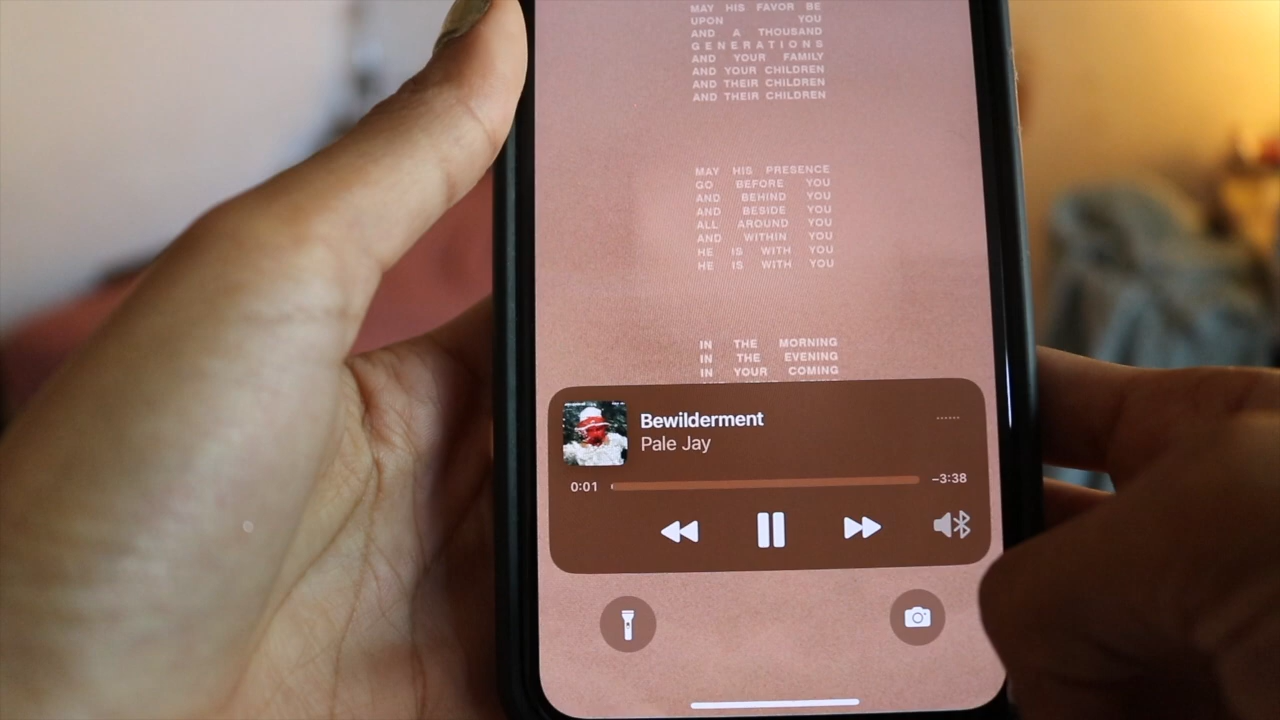 MAY HIS FAVOR BE
UPON YOU
AND A THOUSAND
GENERATIONS
AND YOUR FAMILY
AND YOUR CHILDREN
AND THEIR CHILDREN
AND THEIR CHILDREN
MAY HIS PRESENCE
GO BEFORE YOU
AND BEHIND YOU
AND BESIDE YOU
ALL AROUND YOU
AND WITHIN YOU
HE IS WITH YOU
HE IS WITH YOU
IN THE MORNING
IN THE EVENING
IN YOUR COMING
Bewilderment
Pale Jay
0:01 −3:38